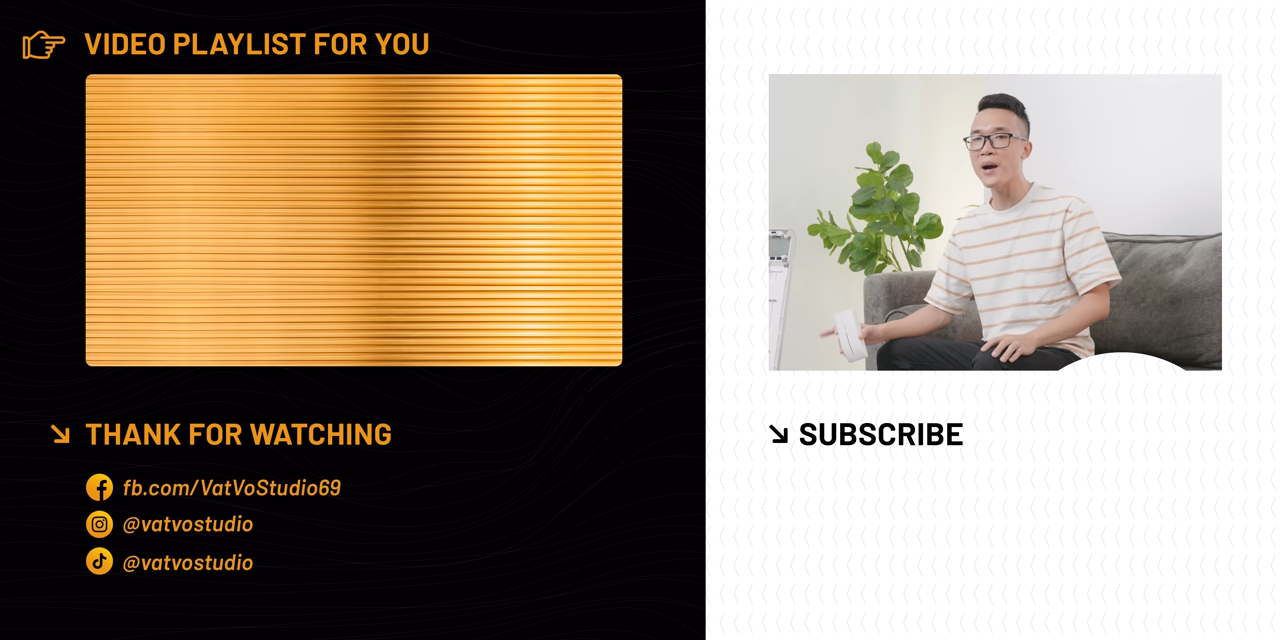 VIDEO PLAYLIST FOR YOU
THANK FOR WATCHING
fb.com/VatVoStudio69
@vatvostudio
@vatvostudio
SUBSCRIBE